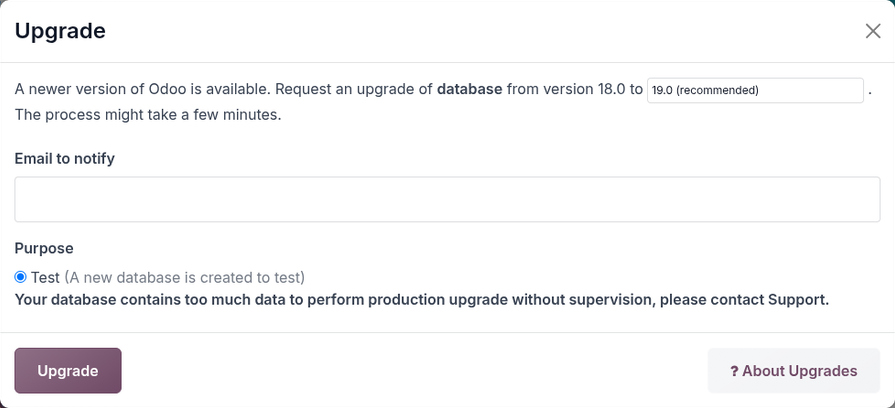 Upgrade
A newer version of Odoo is available. Request an upgrade of database from version 18.0 to 19.0 (recommended) .
The process might take a few minutes.
Email to notify
Purpose
Test (A new database is created to test)
Your database contains too much data to perform production upgrade without supervision, please contact Support.
Upgrade
? About Upgrades